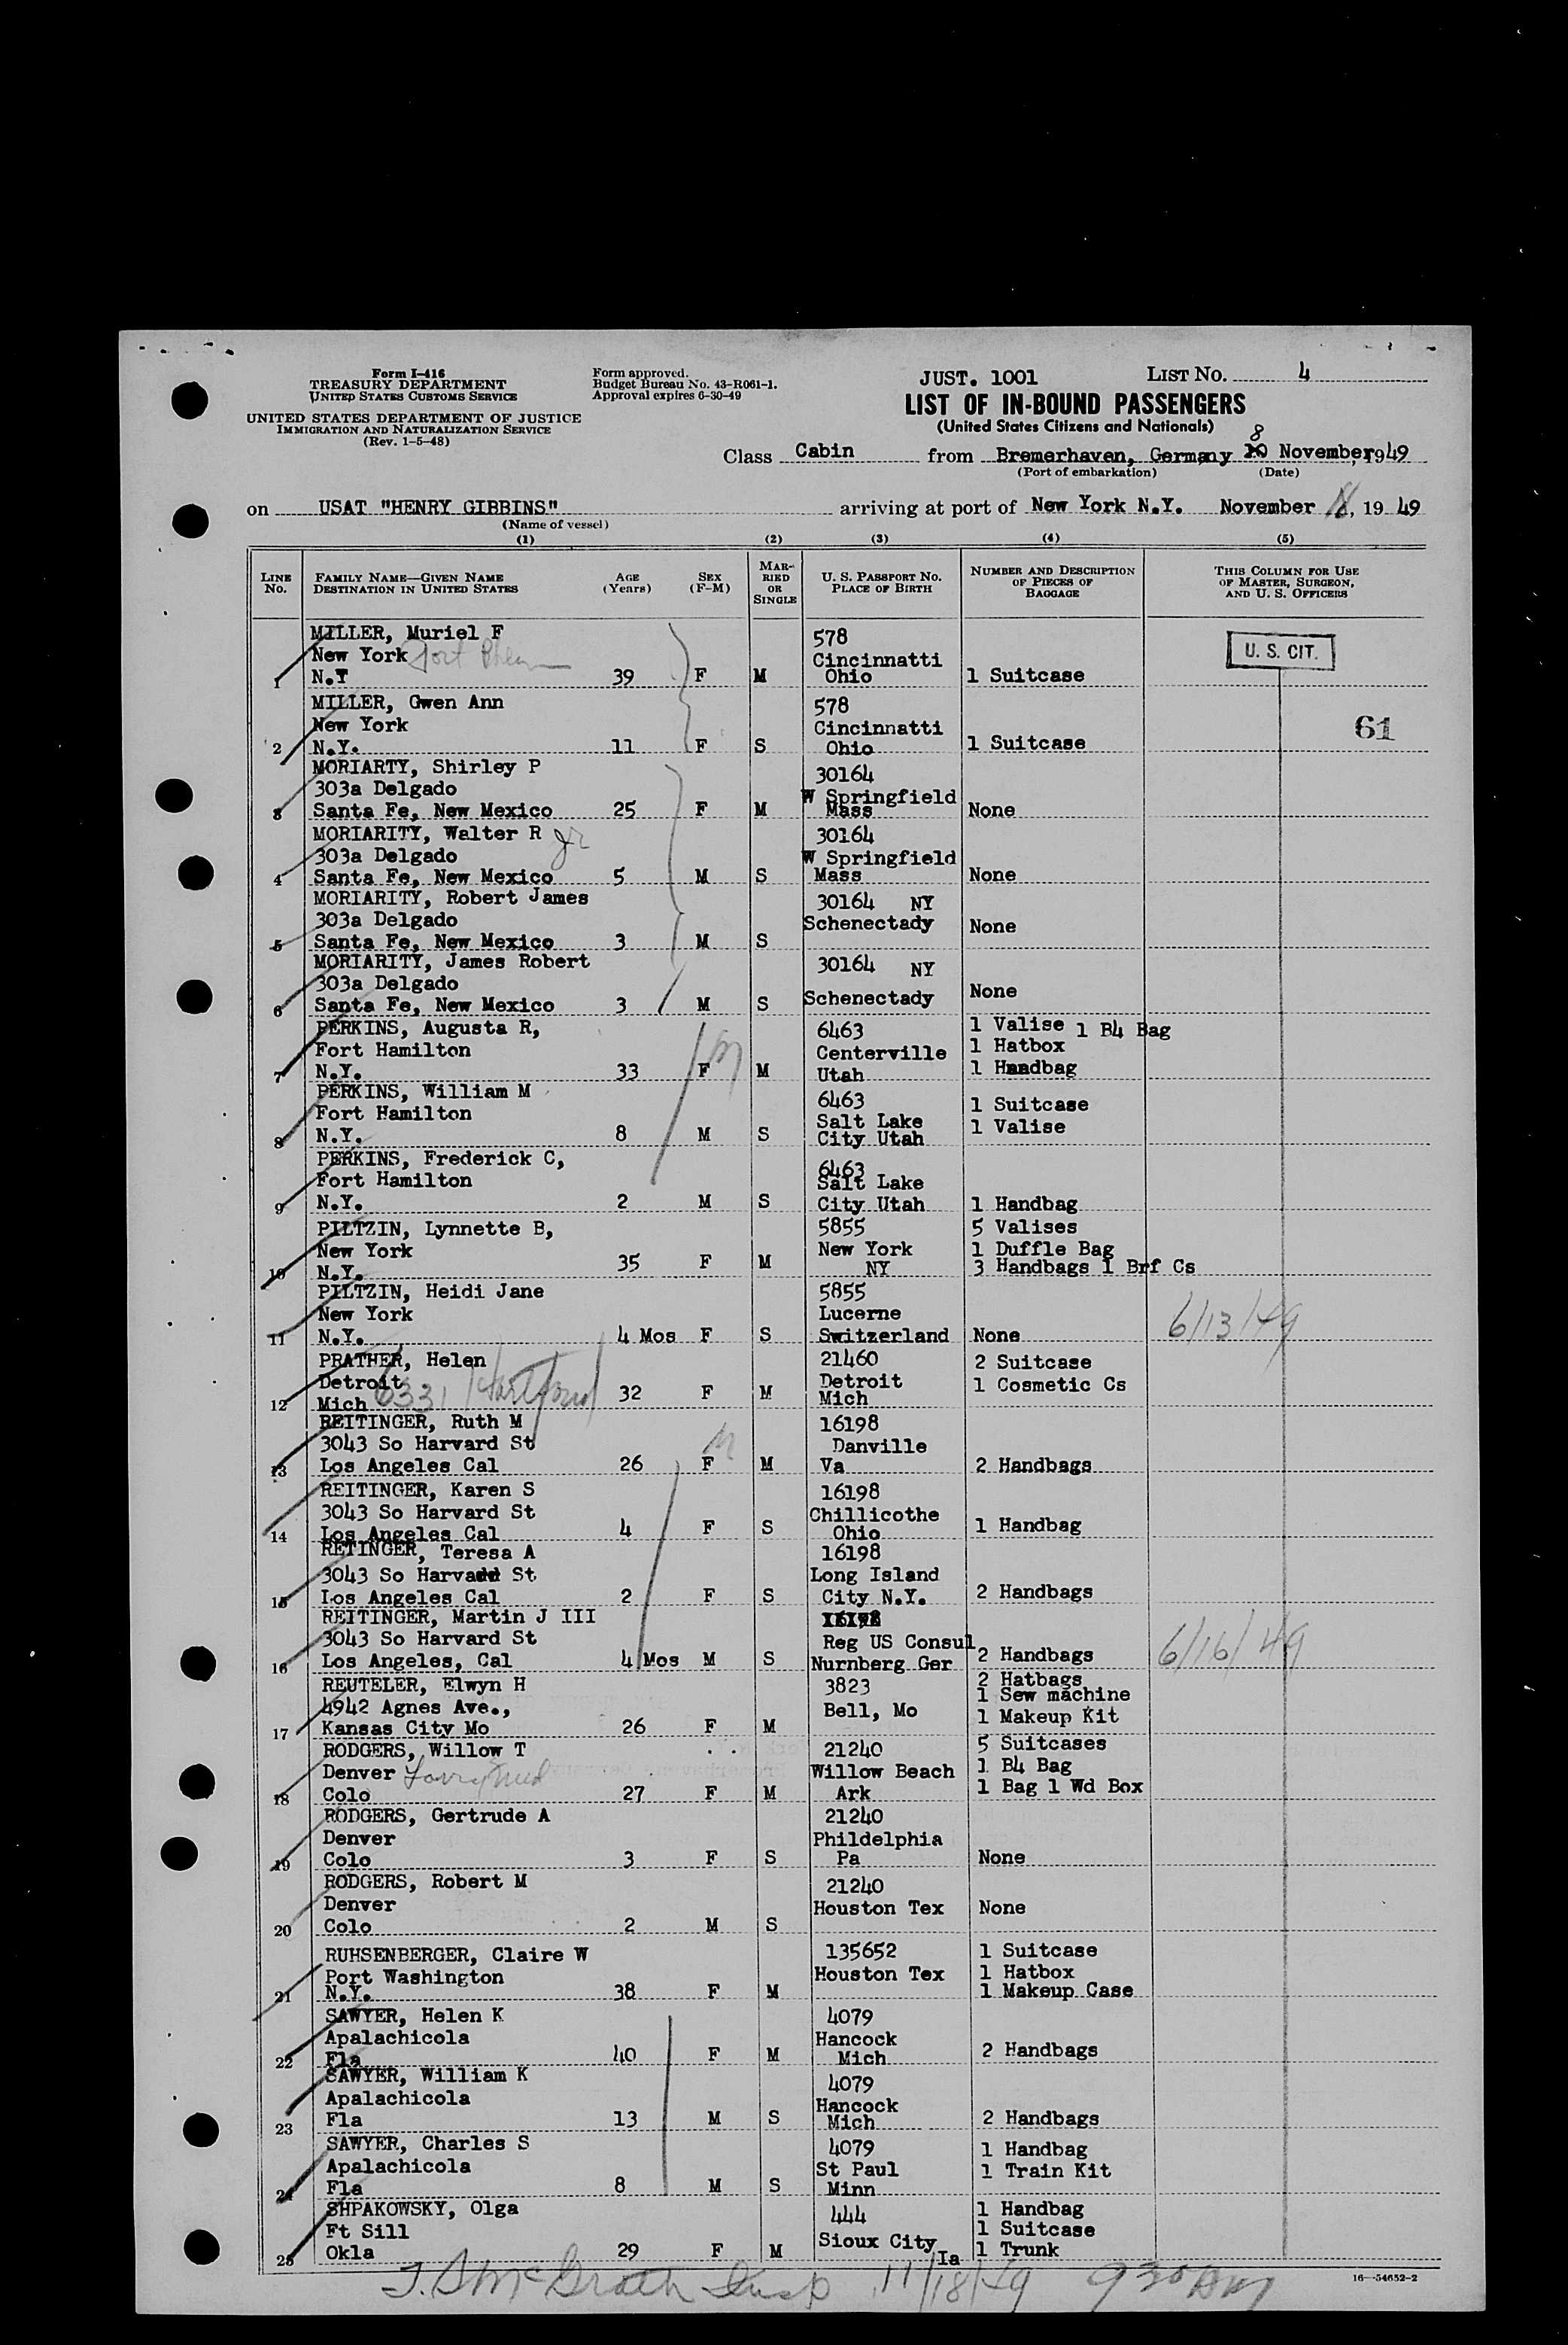 Form I-416
TREASURY DEPARTMENT
UNITED STATES CUSTOMS SERVICE
UNITED STATES DEPARTMENT OF JUSTICE
IMMIGRATION AND NATURALIZATION SERVICE
(Rev. 1-5-48)
Form approved.
Budget Bureau No. 43-R061-1.
Approval expires 6-30-49
JUST. 1001
LIST NO. 4
LIST OF IN-BOUND PASSENGERS
(United States Citizens and Nationals)
Class Cabin from Bremerhaven, Germany 8 November, 1949
(Port of embarkation) (Date)
on USAT "HENRY GIBBINS" arriving at port of New York N.Y. November 18, 19 49
(Name of vessel)
(1) (2) (3) (4) (5)
LINE NO. FAMILY NAME—GIVEN NAME DESTINATION IN UNITED STATES AGE (Years) SEX (F-M) MARRIED OR SINGLE U. S. PASSPORT NO. PLACE OF BIRTH NUMBER AND DESCRIPTION OF PIECES OF BAGGAGE THIS COLUMN FOR USE OF MASTER, SURGEON, AND U. S. OFFICERS
MILLER, Muriel F 578 U. S. CIT.
New York Cincinnatti
1 N.Y 39 F M Ohio 1 Suitcase
MILLER, Gwen Ann 578
New York Cincinnatti 61
2 N.Y. 11 F S Ohio 1 Suitcase
MORIARTY, Shirley P 30164
303a Delgado W Springfield
3 Santa Fe, New Mexico 25 F M Mass None
MORIARITY, Walter R Jr 30164
303a Delgado W Springfield
4 Santa Fe, New Mexico 5 M S Mass None
MORIARITY, Robert James 30164 NY
303a Delgado Schenectady None
5 Santa Fe, New Mexico 3 M S
MORIARITY, James Robert 30164 NY
303a Delgado
6 Santa Fe, New Mexico 3 M S Schenectady None
PERKINS, Augusta R, 6463 1 Valise 1 B4 Bag
Fort Hamilton Centerville 1 Hatbox
7 N.Y. 33 F M M Utah 1 Handbag
PERKINS, William M 6463 1 Suitcase
Fort Hamilton Salt Lake 1 Valise
8 N.Y. 8 M S City Utah
PERKINS, Frederick C, 6463
Fort Hamilton Salt Lake
9 N.Y. 2 M S City Utah 1 Handbag
PILTZIN, Lynnette B, 5855 5 Valises
New York New York 1 Duffle Bag
10 N.Y. 35 F M NY 3 Handbags 1 Brf Cs
PILTZIN, Heidi Jane 5855
New York Lucerne
11 N.Y. 4 Mos F S Switzerland None 6/13/49
PRATHER, Helen 21460 2 Suitcase
Detroit 6331 Hartford Detroit 1 Cosmetic Cs
12 Mich 32 F M Mich
REITINGER, Ruth M 16198
3043 So Harvard St M Danville
13 Los Angeles Cal 26 F M Va 2 Handbags
REITINGER, Karen S 16198
3043 So Harvard St Chillicothe
14 Los Angeles Cal 4 F S Ohio 1 Handbag
RETINGER, Teresa A 16198
3043 So Harvard St Long Island
15 Los Angeles Cal 2 F S City N.Y. 2 Handbags
REITINGER, Martin J III
3043 So Harvard St Reg US Consul
16 Los Angeles, Cal 4 Mos M S Nurnberg Ger 2 Handbags 6/16/49
REUTELER, Elwyn H 3823 2 Hatbags
4942 Agnes Ave., Bell, Mo 1 Sew machine
17 Kansas City Mo 26 F M 1 Makeup Kit
RODGERS, Willow T 21240 5 Suitcases
Denver Willow Beach 1 B4 Bag
18 Colo 27 F M Ark 1 Bag 1 Wd Box
RODGERS, Gertrude A 21240
Denver Phildelphia
19 Colo 3 F S Pa None
RODGERS, Robert M 21240
Denver Houston Tex None
20 Colo 2 M S
RUHSENBERGER, Claire W 135652 1 Suitcase
Port Washington Houston Tex 1 Hatbox
21 N.Y. 38 F M 1 Makeup Case
SAWYER, Helen K 4079
Apalachicola Hancock
22 Fla 40 F M Mich 2 Handbags
SAWYER, William K 4079
Apalachicola Hancock
23 Fla 13 M S Mich 2 Handbags
SAWYER, Charles S 4079 1 Handbag
Apalachicola St Paul 1 Train Kit
24 Fla 8 M S Minn
SHPAKOWSKY, Olga 444 1 Handbag
Ft Sill Sioux City 1 Suitcase
25 Okla 29 F M Ia 1 Trunk
McGrath Insp 11/18/49 930 AM
16—54652-2